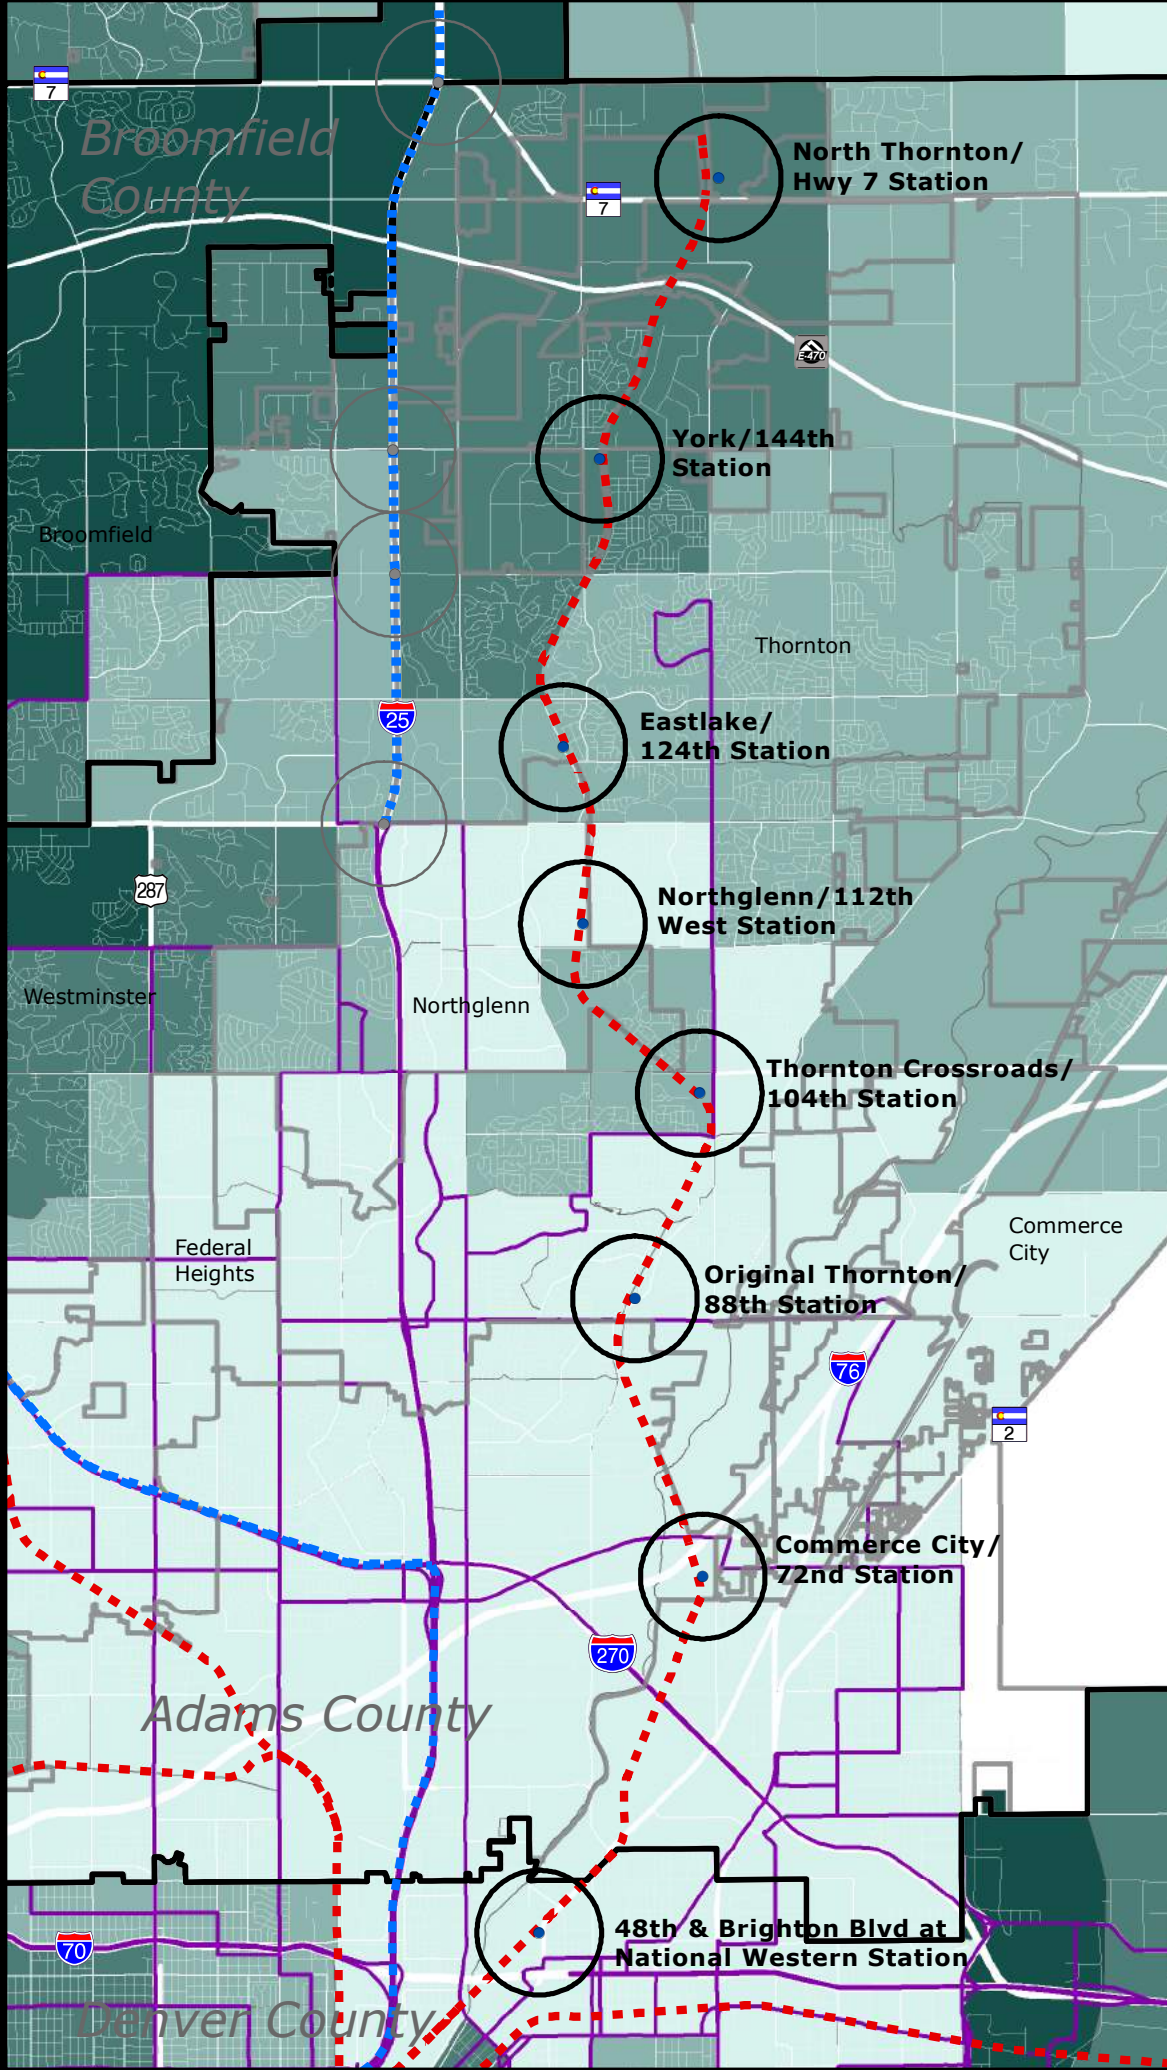 7
Broomfield
County
North Thornton/
Hwy 7 Station
7
E-470
York/144th
Station
Broomfield
Thornton
25
Eastlake/
124th Station
287
Northglenn/112th
West Station
Westminster
Northglenn
Thornton Crossroads/
104th Station
Commerce
City
Federal
Heights
Original Thornton/
88th Station
76
2
Commerce City/
72nd Station
270
Adams County
48th & Brighton Blvd at
National Western Station
70
Denver County